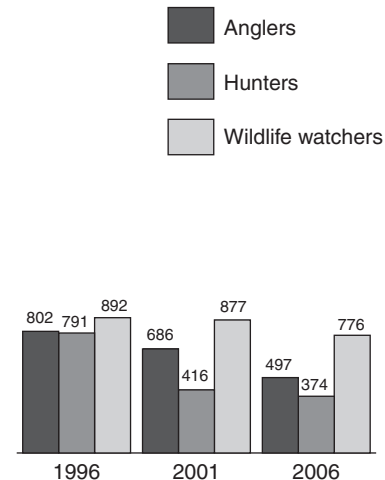 Anglers
Hunters
Wildlife watchers
802 791 892
686 416 877
497 374 776
1996 2001 2006